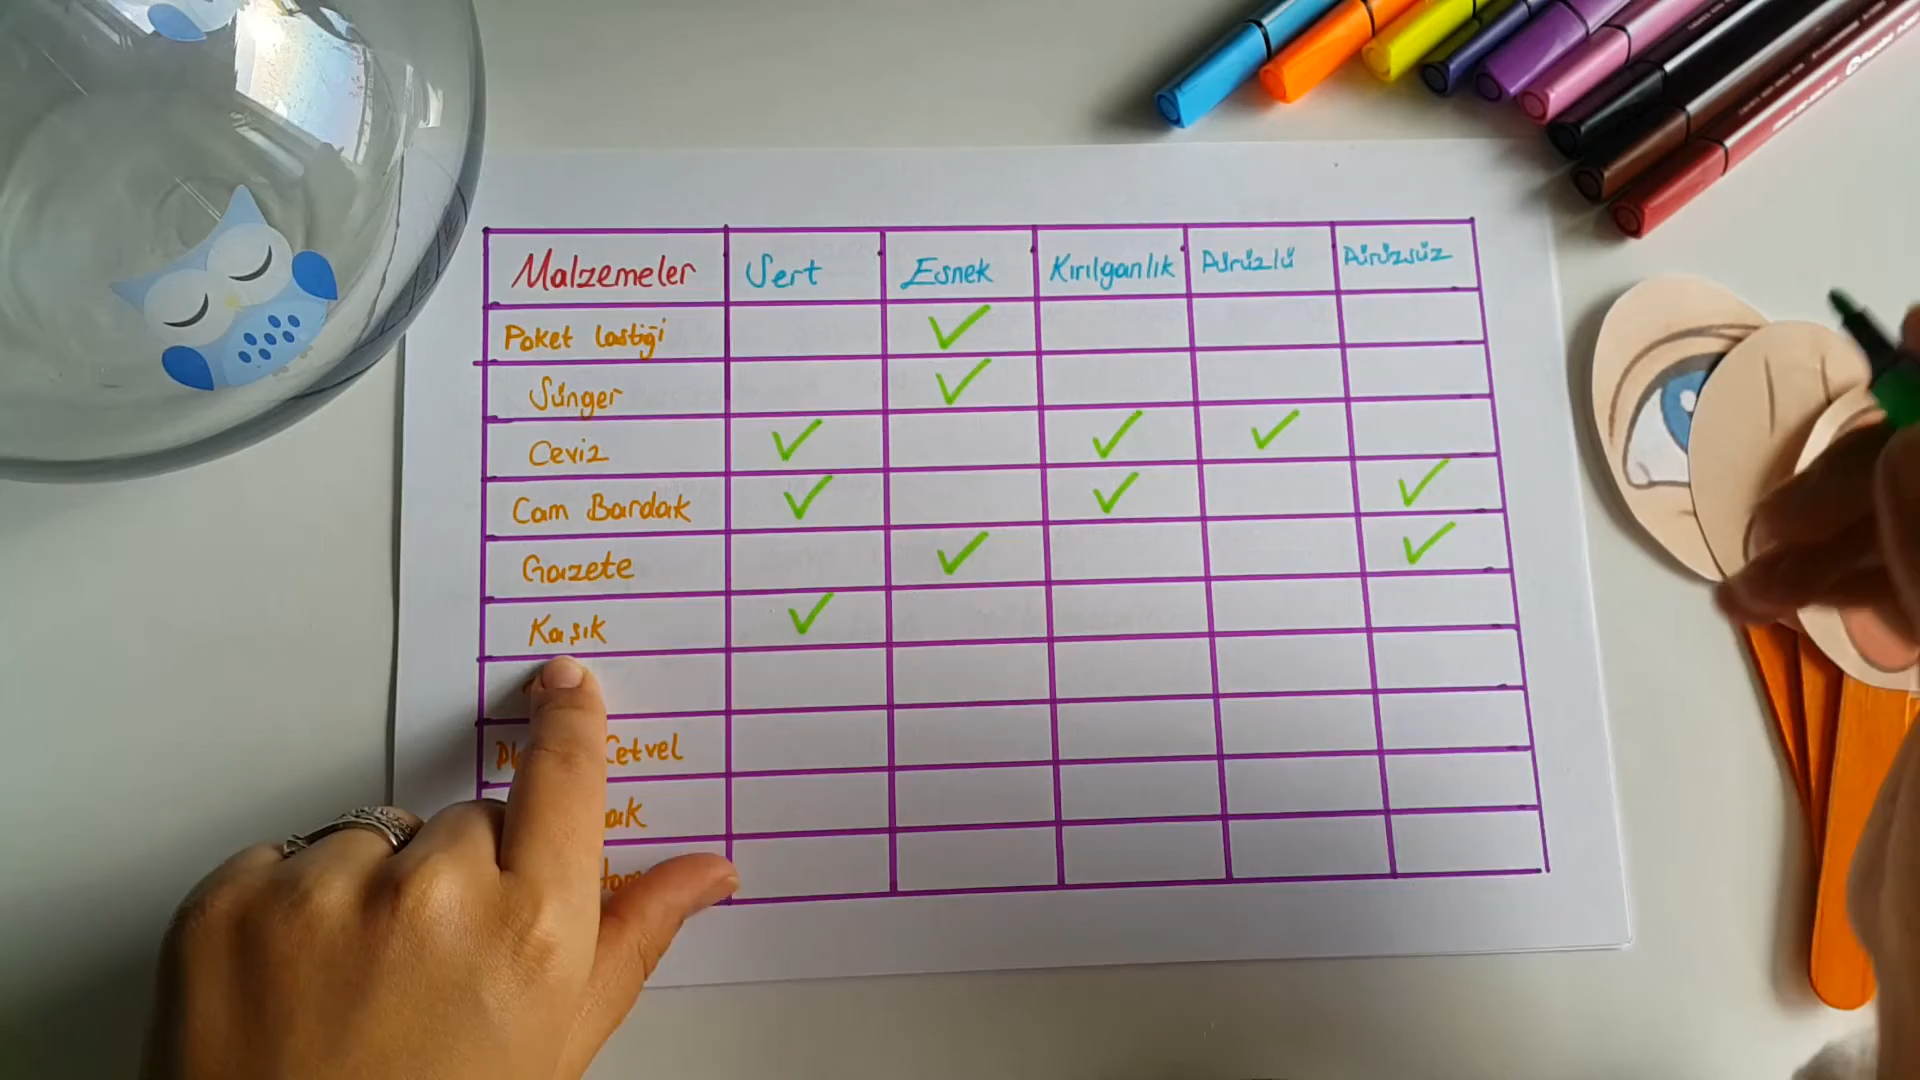 Malzemeler Sert Esnek Kırılganlık Pürüzlü Pürüzsüz
Paket lastiği ✓
Sünger ✓
Ceviz ✓ ✓ ✓
Cam Bardak ✓ ✓ ✓
Gazete ✓ ✓
Kaşık ✓
Cetvel